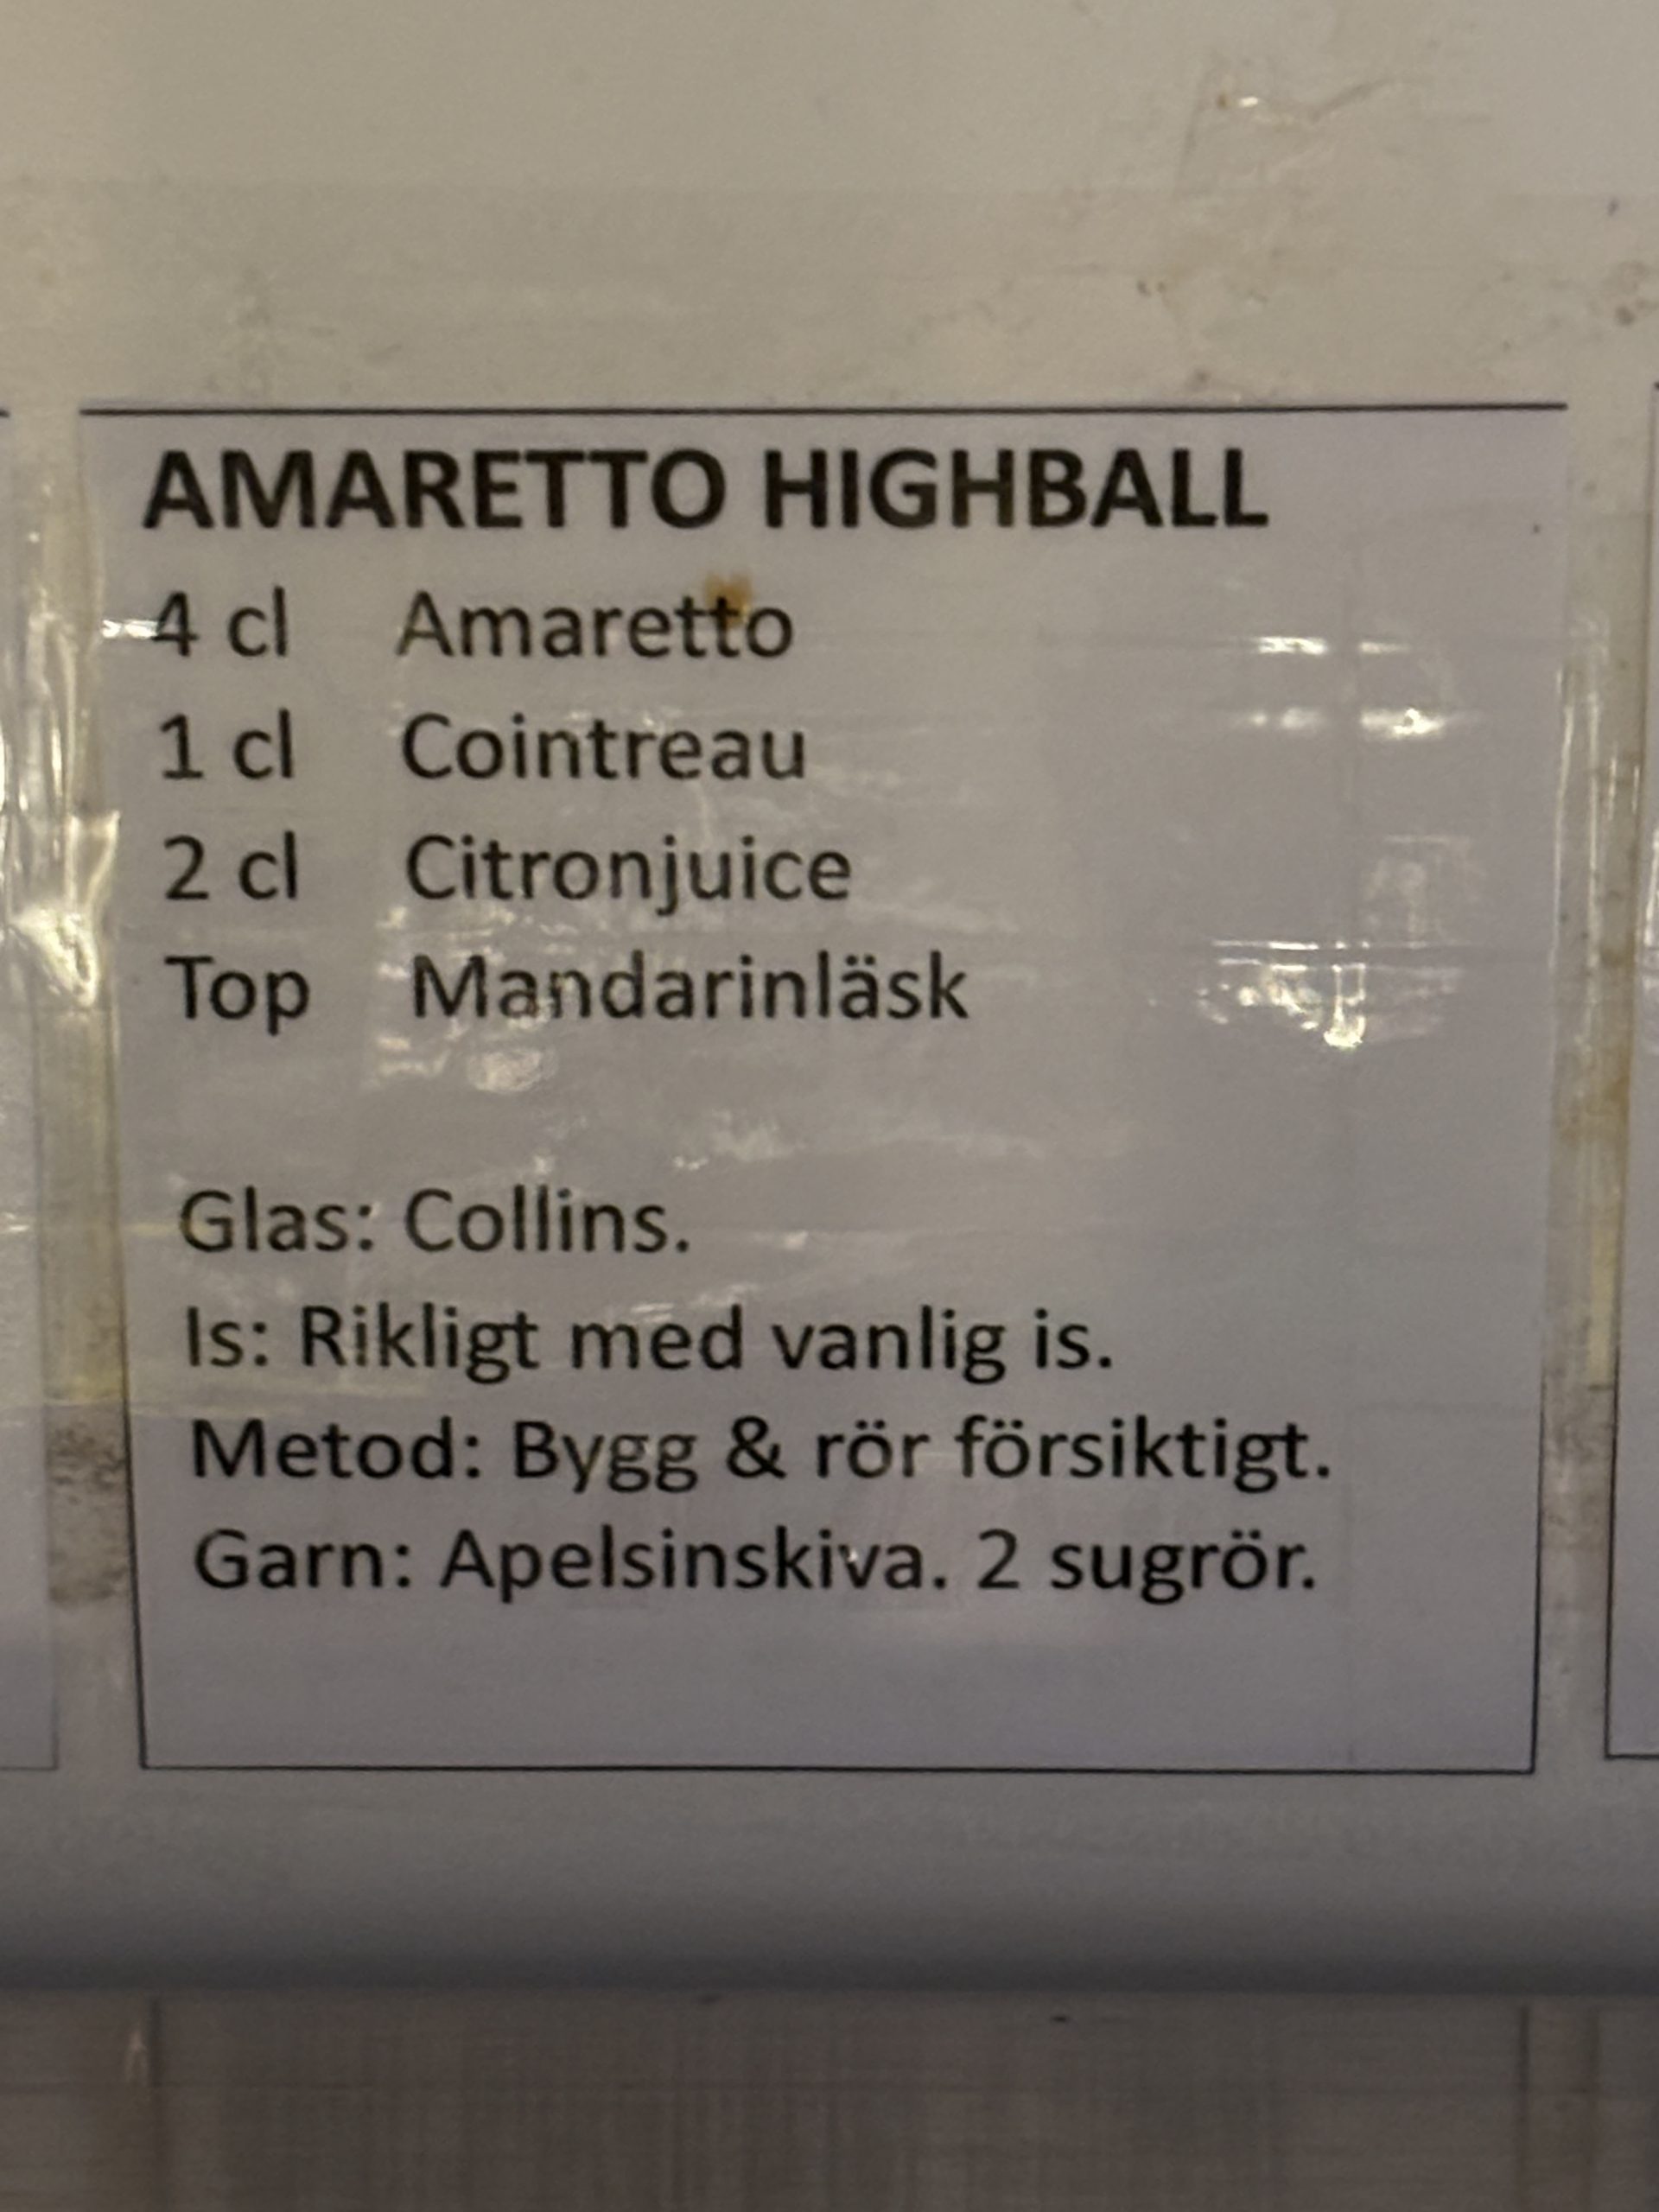 AMARETTO HIGHBALL
4 cl Amaretto
1 cl Cointreau
2 cl Citronjuice
Top Mandarinläsk
Glas: Collins.
Is: Rikligt med vanlig is.
Metod: Bygg & rör försiktigt.
Garn: Apelsinskiva. 2 sugrör.